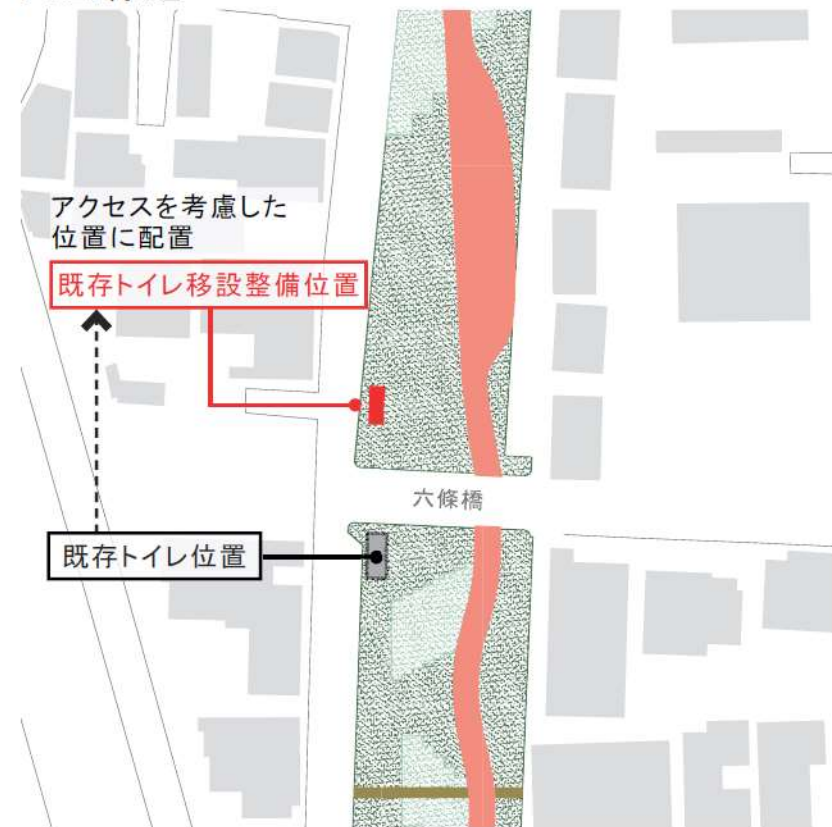 アクセスを考慮した
位置に配置
既存トイレ移設整備位置
六條橋
既存トイレ位置